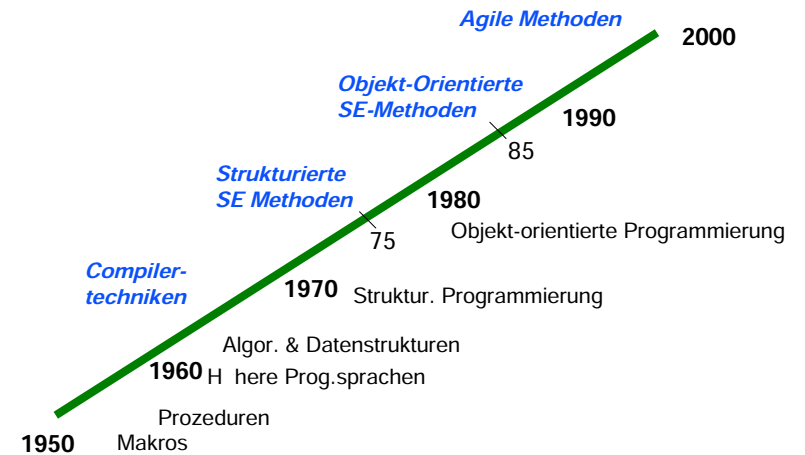 Agile Methoden
2000
Objekt-Orientierte
SE-Methoden
1990
85
Strukturierte
SE Methoden
1980
75
Objekt-orientierte Programmierung
Compiler-
techniken
1970
Struktur. Programmierung
Algor. & Datenstrukturen
1960
H here Prog.sprachen
Prozeduren
1950
Makros